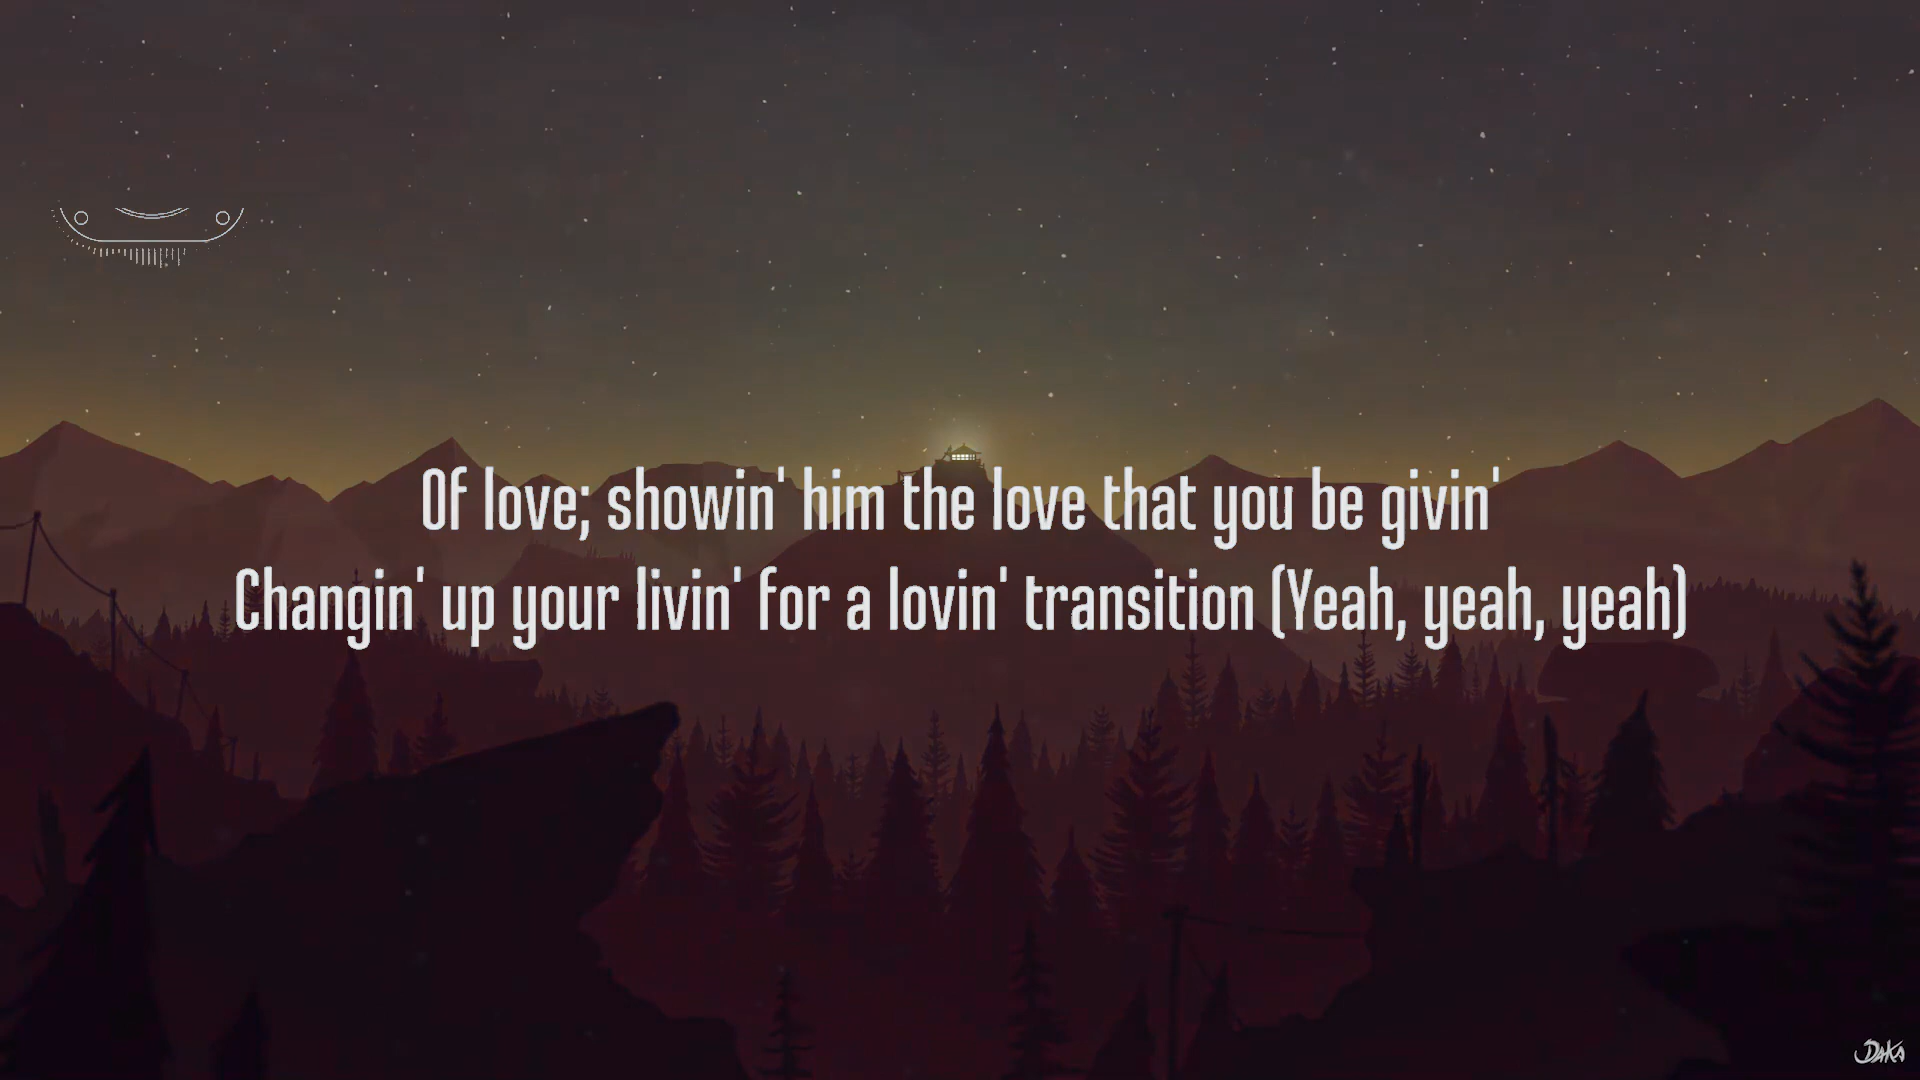 Of love; showin' him the love that you be givin'
Changin' up your livin' for a lovin' transition (Yeah, yeah, yeah)
DAKA